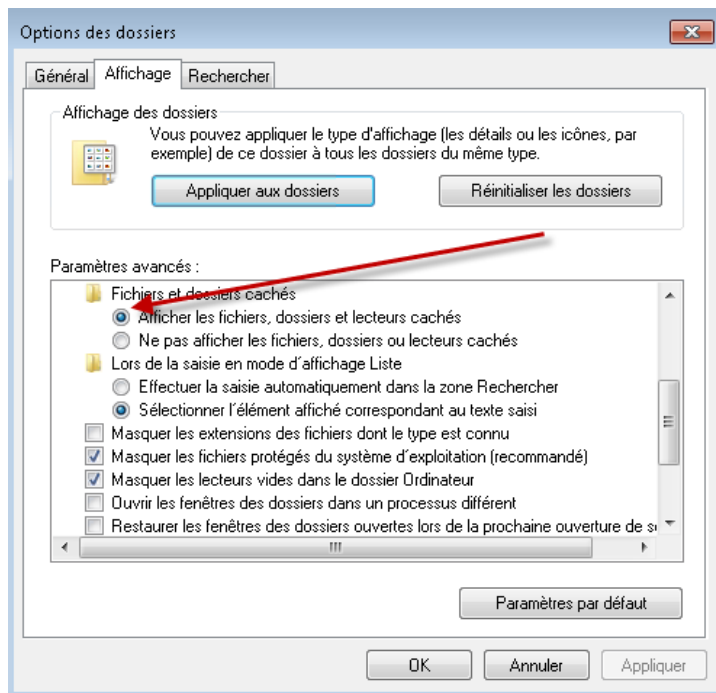 Options des dossiers
Général Affichage Rechercher
Affichage des dossiers
Vous pouvez appliquer le type d'affichage (les détails ou les icônes, par
exemple) de ce dossier à tous les dossiers du même type.
Appliquer aux dossiers Réinitialiser les dossiers
Paramètres avancés :
Fichiers et dossiers cachés
Afficher les fichiers, dossiers et lecteurs cachés
Ne pas afficher les fichiers, dossiers ou lecteurs cachés
Lors de la saisie en mode d´affichage Liste
Effectuer la saisie automatiquement dans la zone Rechercher
Sélectionner l´élément affiché correspondant au texte saisi
Masquer les extensions des fichiers dont le type est connu
Masquer les fichiers protégés du système d´exploitation (recommandé)
Masquer les lecteurs vides dans le dossier Ordinateur
Ouvrir les fenêtres des dossiers dans un processus différent
Restaurer les fenêtres des dossiers ouvertes lors de la prochaine ouverture de
Paramètres par défaut
OK Annuler Appliquer